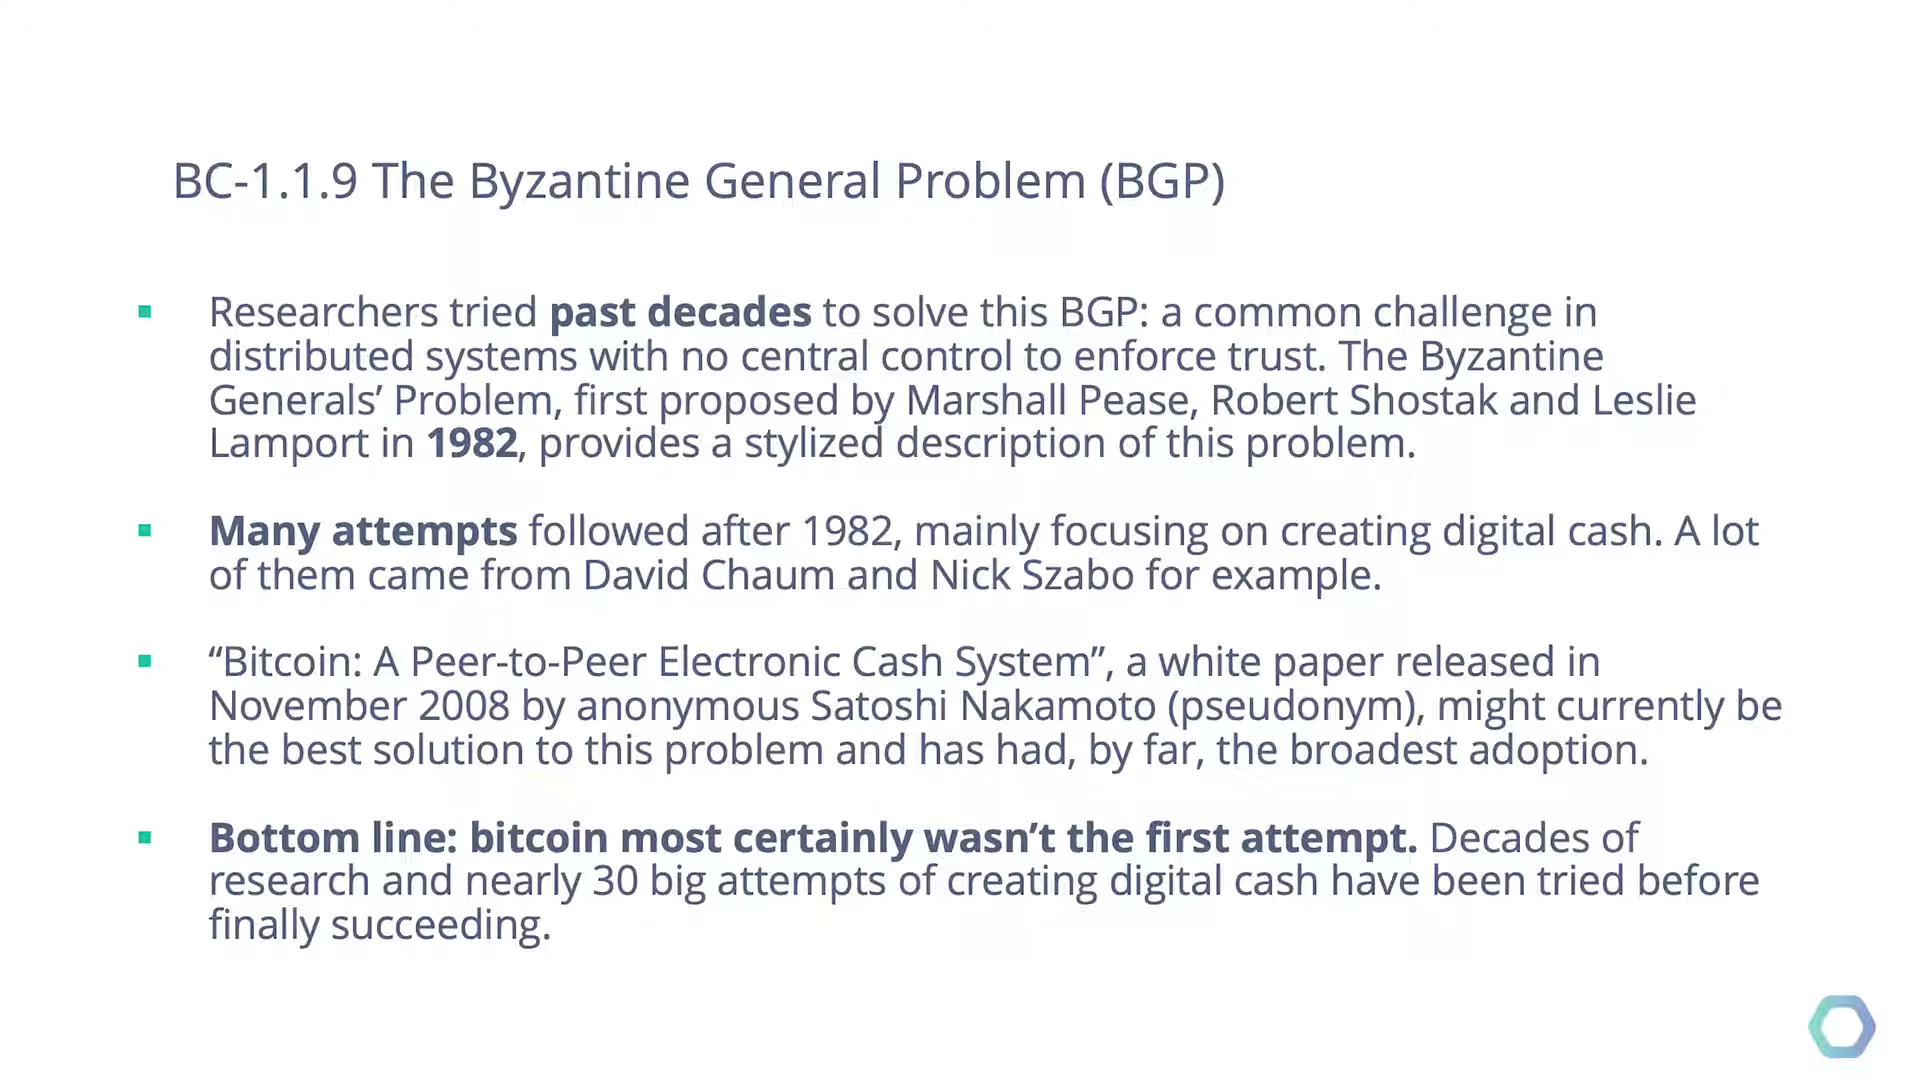 BC-1.1.9 The Byzantine General Problem (BGP)
▪ Researchers tried past decades to solve this BGP: a common challenge in
distributed systems with no central control to enforce trust. The Byzantine
Generals’ Problem, first proposed by Marshall Pease, Robert Shostak and Leslie
Lamport in 1982, provides a stylized description of this problem.
▪ Many attempts followed after 1982, mainly focusing on creating digital cash. A lot
of them came from David Chaum and Nick Szabo for example.
▪ “Bitcoin: A Peer-to-Peer Electronic Cash System”, a white paper released in
November 2008 by anonymous Satoshi Nakamoto (pseudonym), might currently be
the best solution to this problem and has had, by far, the broadest adoption.
▪ Bottom line: bitcoin most certainly wasn’t the first attempt. Decades of
research and nearly 30 big attempts of creating digital cash have been tried before
finally succeeding.